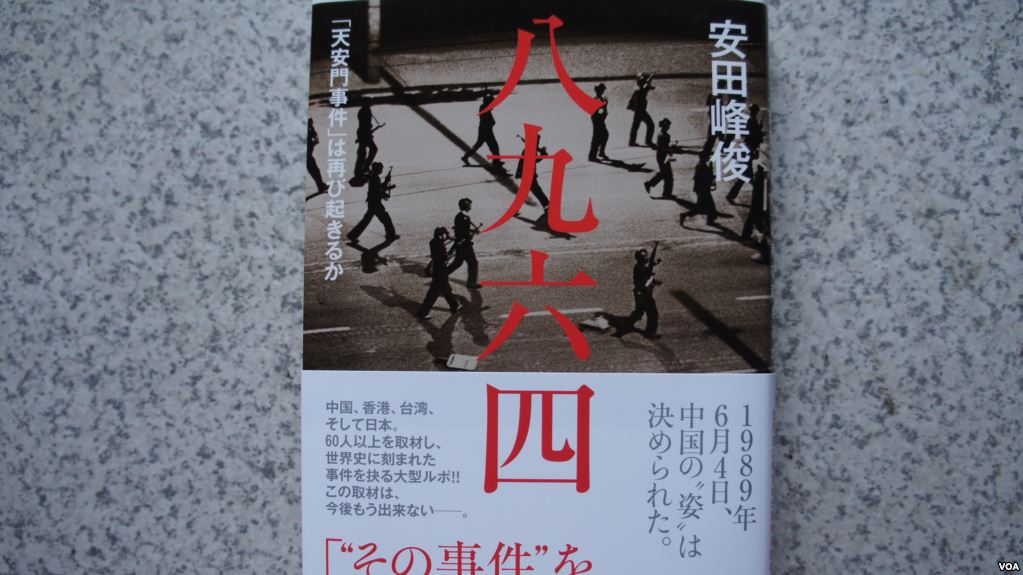 安田峰俊
八九六四
「天安門事件」は再び起きるか
1989年
6月4日、
中国の〝姿〟は
決められた。
中国、香港、台湾、
そして日本。
60人以上を取材し、
世界史に刻まれた
事件を抉る大型ルポ!!
この取材は、
今後もう出来ない──。
「“その事件”を
VOA